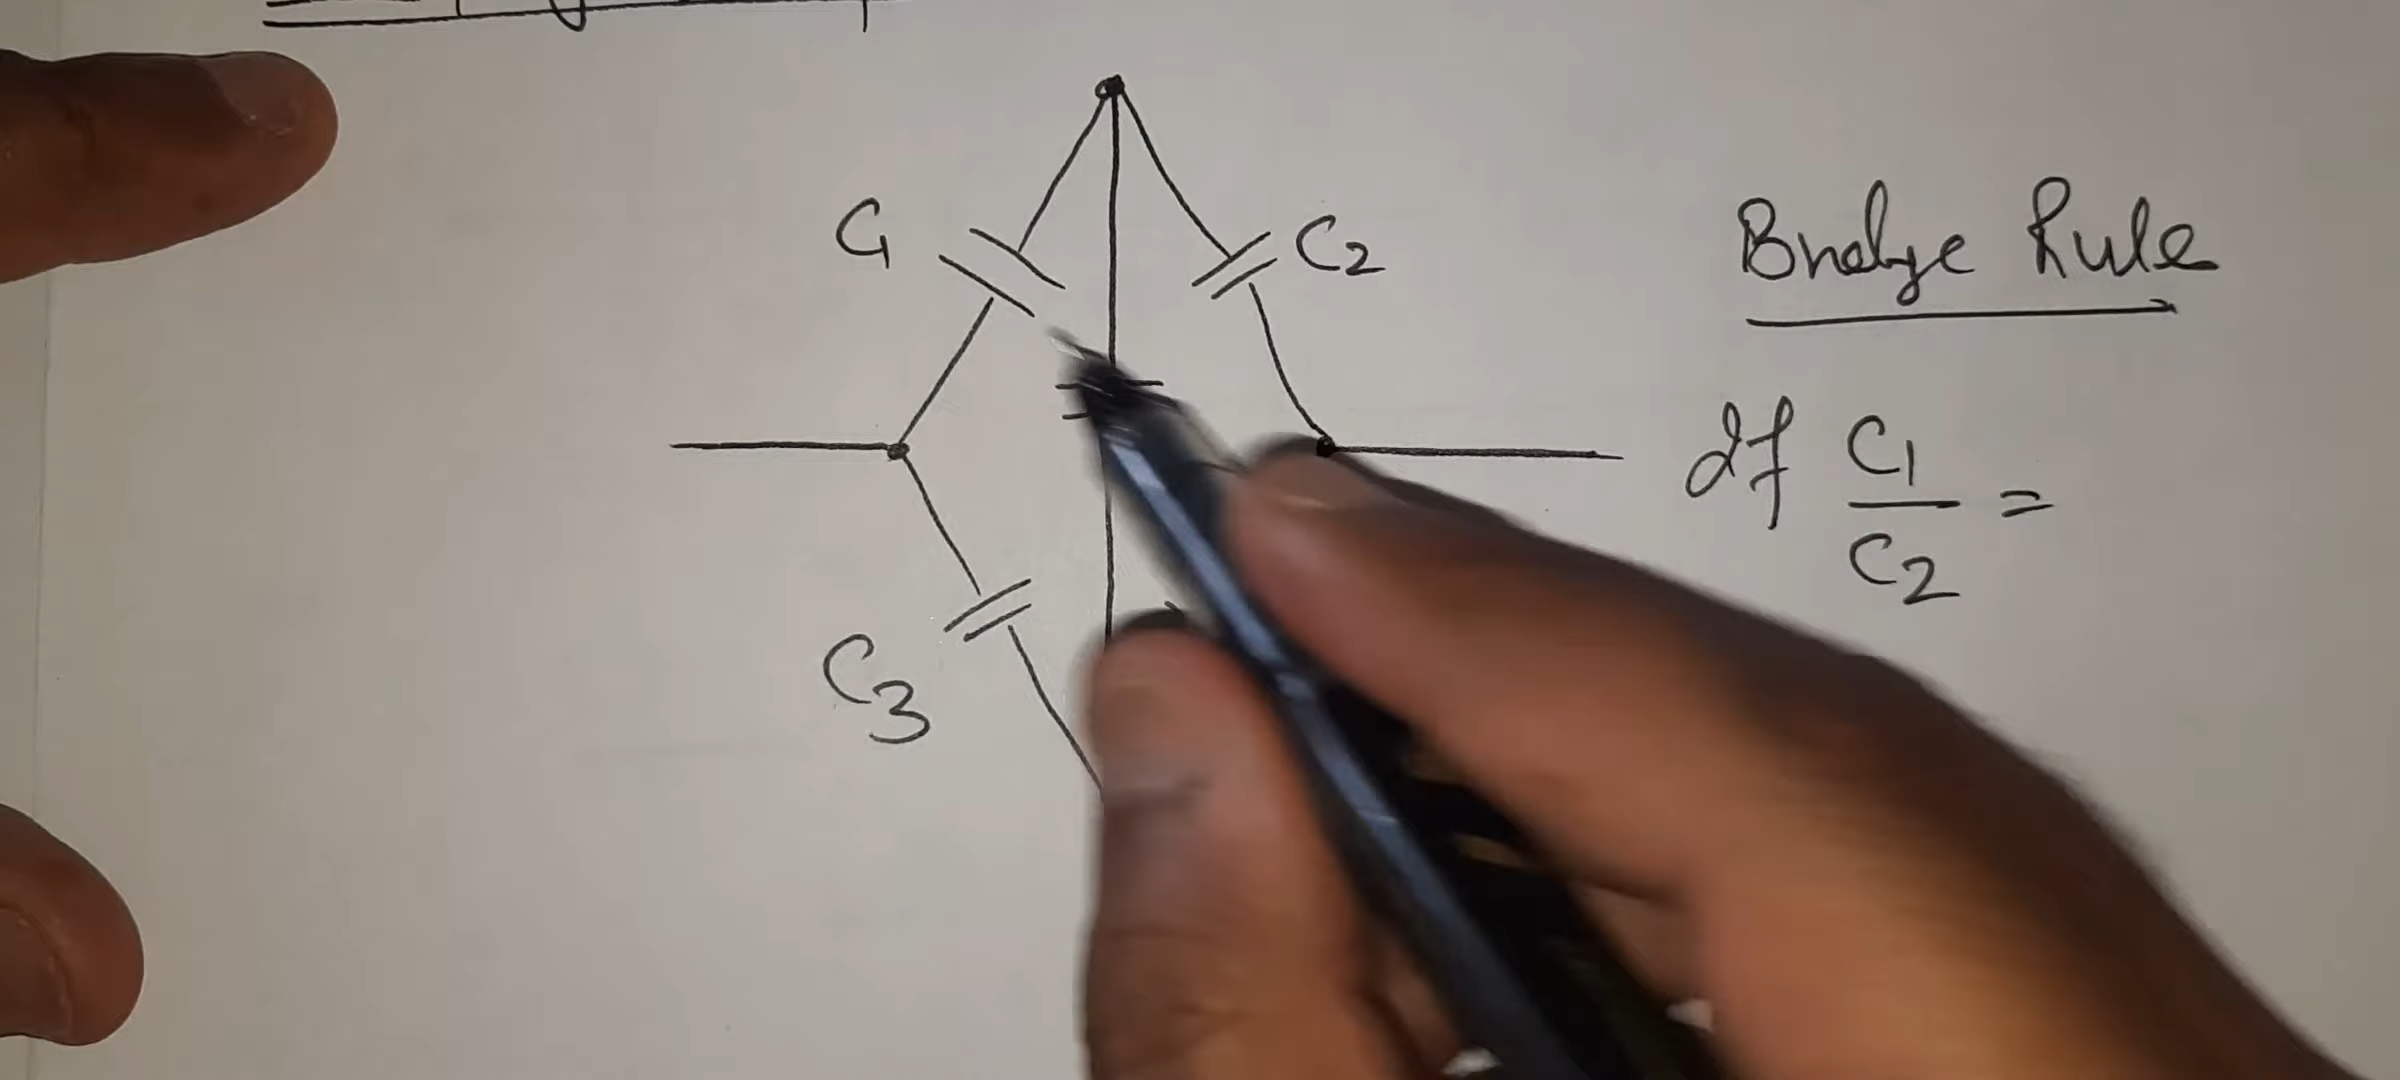 C1
C2
Bridge Rule
If C1
=
C2
C3